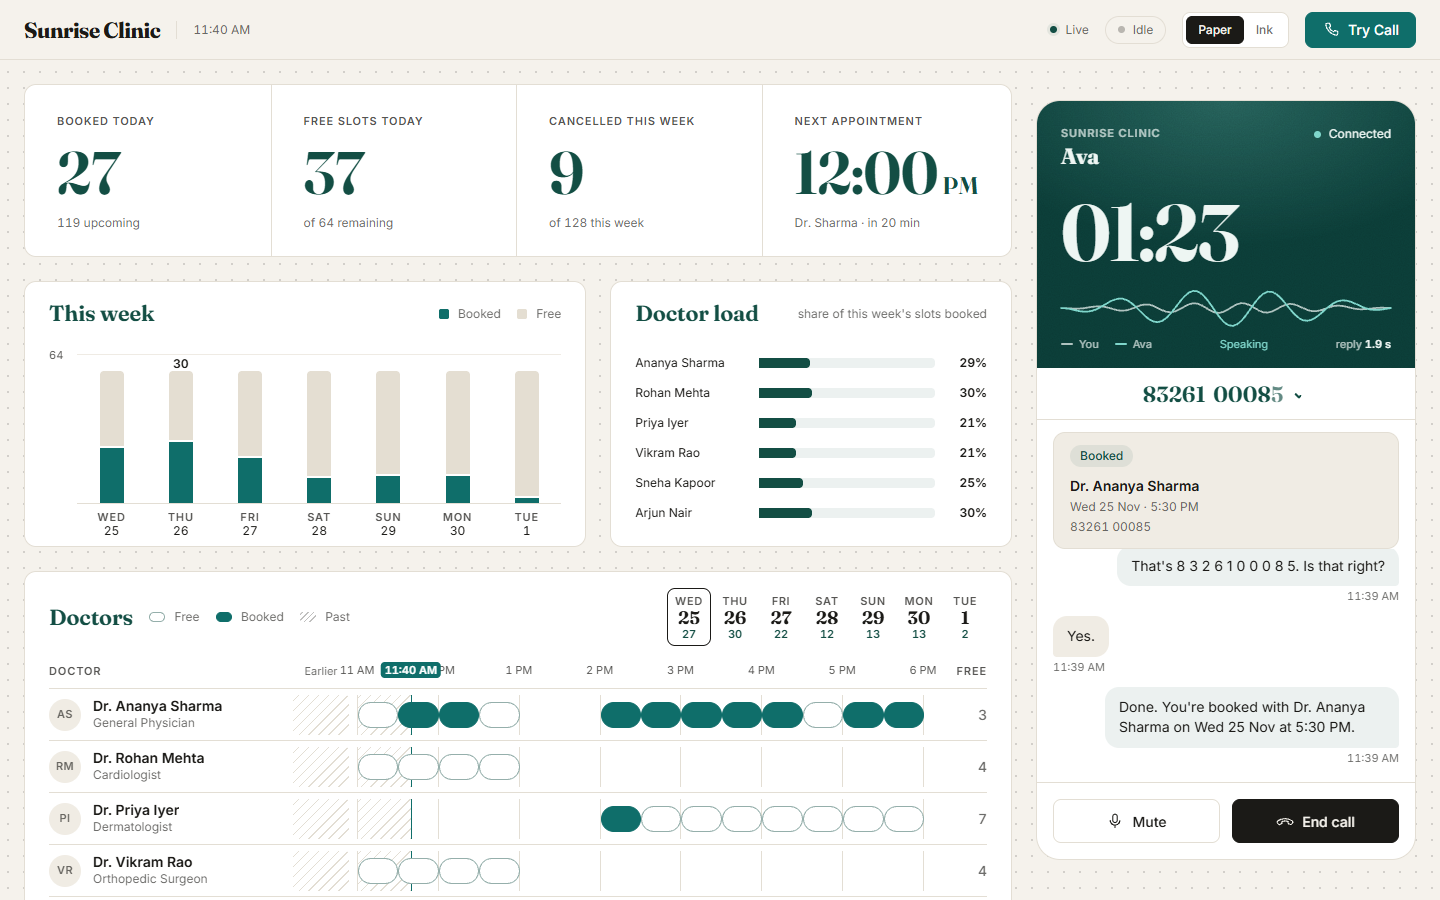 Sunrise Clinic
11:40 AM
Live
Idle
Paper
Ink
Try Call
BOOKED TODAY
27
119 upcoming
FREE SLOTS TODAY
37
of 64 remaining
CANCELLED THIS WEEK
9
of 128 this week
NEXT APPOINTMENT
12:00 PM
Dr. Sharma · in 20 min
This week
Booked
Free
64
30
WED
25
THU
26
FRI
27
SAT
28
SUN
29
MON
30
TUE
1
Doctor load
share of this week's slots booked
Ananya Sharma 29%
Rohan Mehta 30%
Priya Iyer 21%
Vikram Rao 21%
Sneha Kapoor 25%
Arjun Nair 30%
Doctors
Free
Booked
Past
WED
25
27
THU
26
30
FRI
27
22
SAT
28
12
SUN
29
13
MON
30
13
TUE
1
2
DOCTOR
Earlier 11 AM 11:40 AM PM 1 PM 2 PM 3 PM 4 PM 5 PM 6 PM FREE
AS
Dr. Ananya Sharma
General Physician
3
RM
Dr. Rohan Mehta
Cardiologist
4
PI
Dr. Priya Iyer
Dermatologist
7
VR
Dr. Vikram Rao
Orthopedic Surgeon
4
SUNRISE CLINIC
Ava
Connected
01:23
You
Ava
Speaking
reply 1.9 s
83261 00085
Booked
Dr. Ananya Sharma
Wed 25 Nov · 5:30 PM
83261 00085
That's 8 3 2 6 1 0 0 0 8 5. Is that right?
11:39 AM
Yes.
11:39 AM
Done. You're booked with Dr. Ananya
Sharma on Wed 25 Nov at 5:30 PM.
11:39 AM
Mute
End call